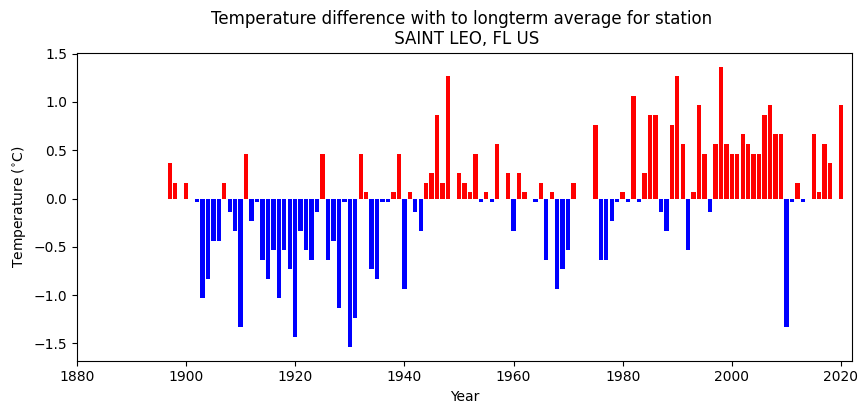 Temperature difference with to longterm average for station
SAINT LEO, FL US
Temperature (°C)
1.5
1.0
0.5
0.0
−0.5
−1.0
−1.5
1880 1900 1920 1940 1960 1980 2000 2020
Year